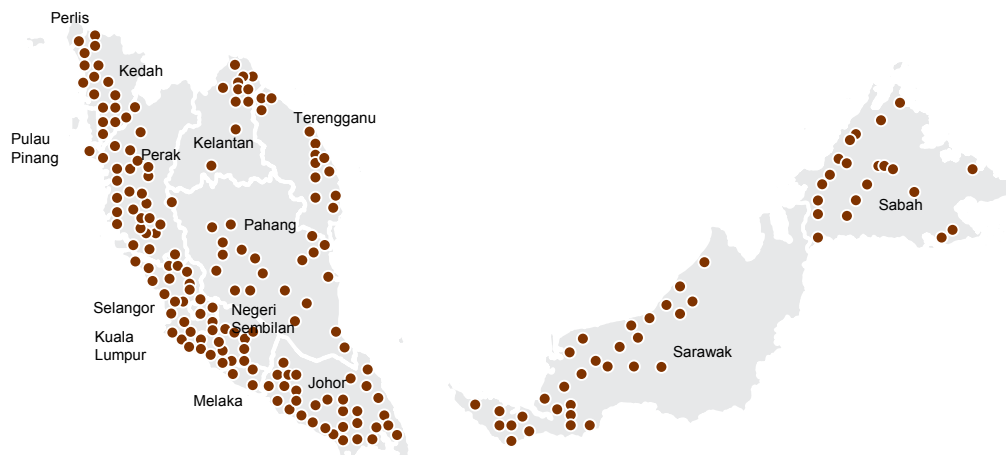 Perlis
Kedah
Terengganu
Kelantan
Pulau
Pinang
Perak
Pahang
Sabah
Selangor
Negeri
Sembilan
Kuala
Lumpur
Sarawak
Johor
Melaka